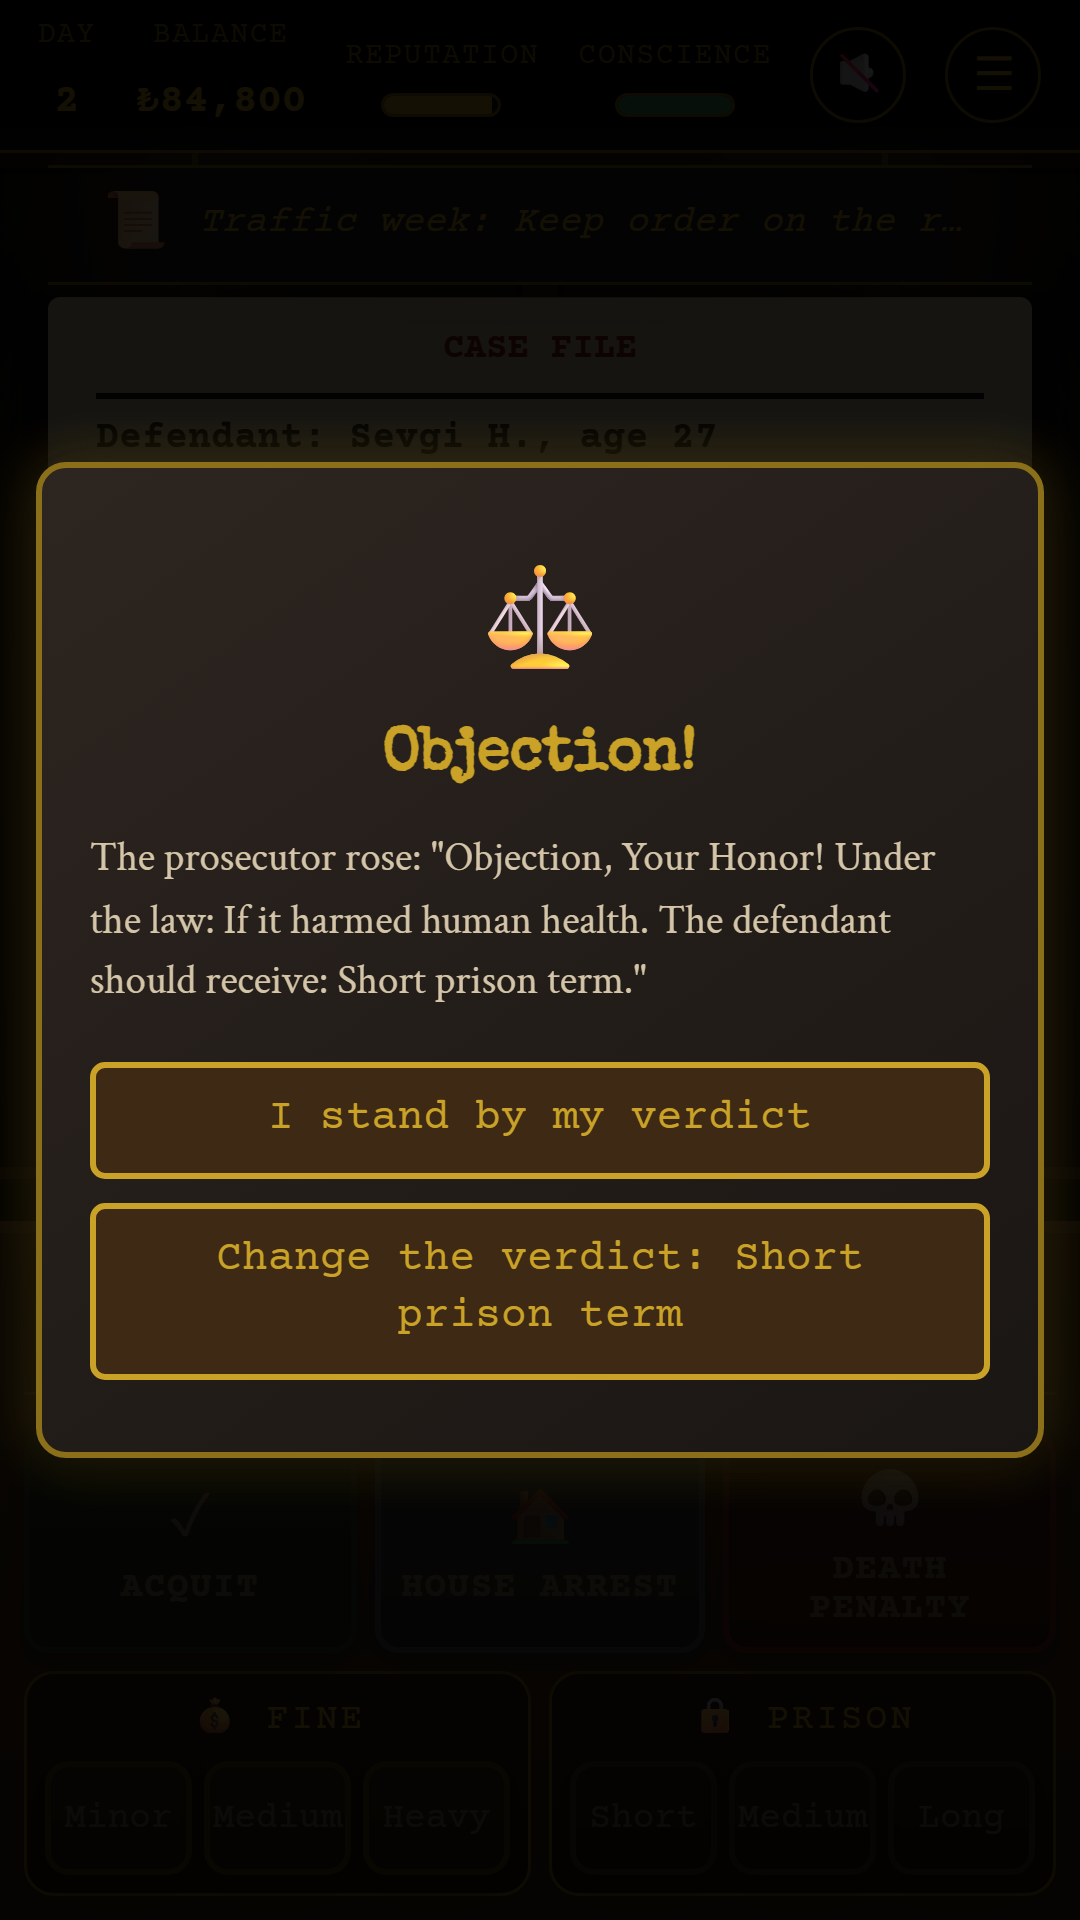 DAY
BALANCE
REPUTATION
CONSCIENCE
2
₺84,800
Traffic week: Keep order on the r…
CASE FILE
Defendant: Sevgi H., age 27
Objection!
The prosecutor rose: "Objection, Your Honor! Under
the law: If it harmed human health. The defendant
should receive: Short prison term."
I stand by my verdict
Change the verdict: Short
prison term
ACQUIT
HOUSE ARREST
DEATH
PENALTY
FINE
PRISON
Minor
Medium
Heavy
Short
Medium
Long